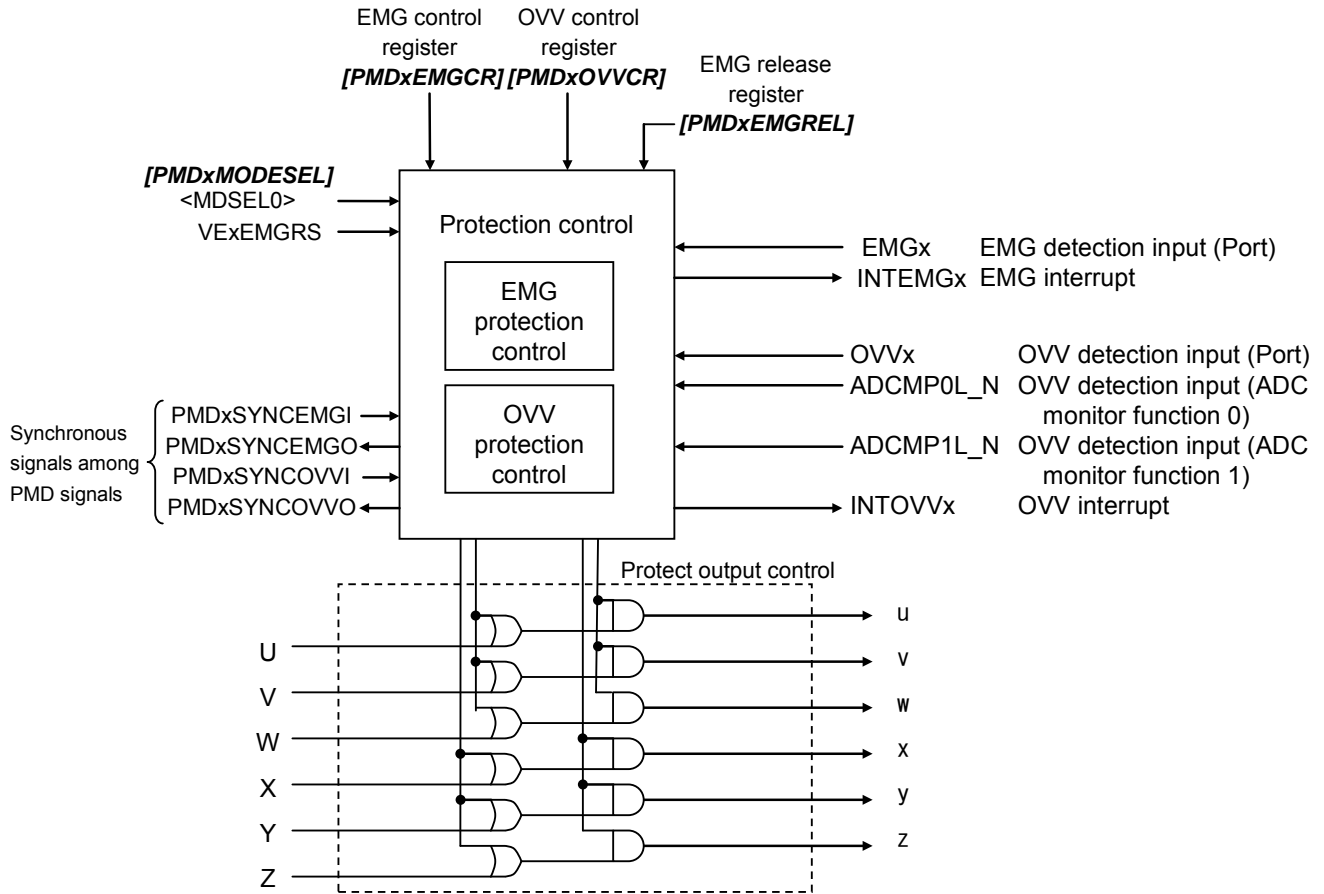 EMG control
register
[PMDxEMGCR]
OVV control
register
[PMDxOVVCR]
EMG release
register
[PMDxEMGREL]
[PMDxMODESEL]
<MDSEL0>
VExEMGRS
Protection control
EMG
protection
control
OVV
protection
control
EMGx EMG detection input (Port)
INTEMGx EMG interrupt
OVVx OVV detection input (Port)
ADCMP0L_N OVV detection input (ADC
monitor function 0)
ADCMP1L_N OVV detection input (ADC
monitor function 1)
INTOVVx OVV interrupt
Synchronous
signals among
PMD signals
PMDxSYNCEMGI
PMDxSYNCEMGO
PMDxSYNCOVVI
PMDxSYNCOVVO
Protect output control
U
V
W
X
Y
Z
u
v
w
x
y
z